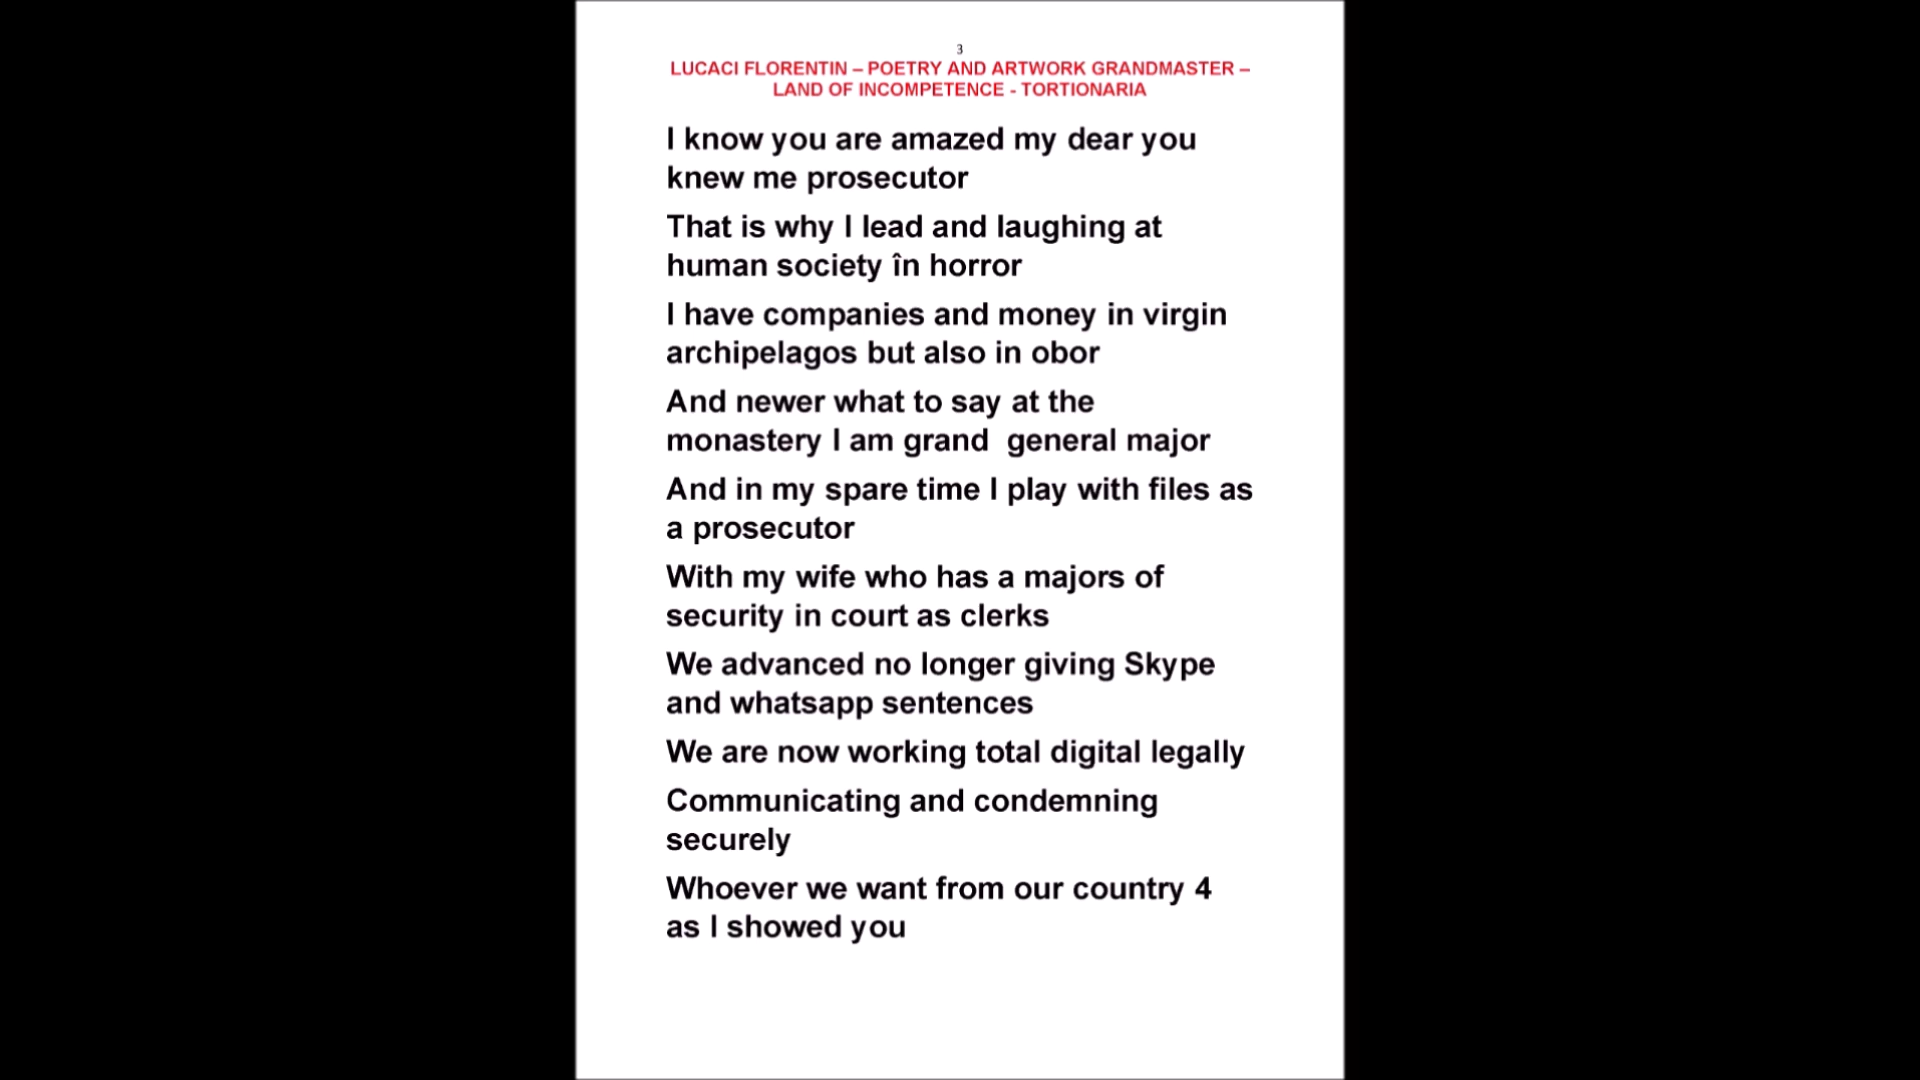 3
LUCACI FLORENTIN – POETRY AND ARTWORK GRANDMASTER –
LAND OF INCOMPETENCE - TORTIONARIA
I know you are amazed my dear you
knew me prosecutor
That is why I lead and laughing at
human society în horror
I have companies and money in virgin
archipelagos but also in obor
And newer what to say at the
monastery I am grand  general major
And in my spare time I play with files as
a prosecutor
With my wife who has a majors of
security in court as clerks
We advanced no longer giving Skype
and whatsapp sentences
We are now working total digital legally
Communicating and condemning
securely
Whoever we want from our country 4
as I showed you